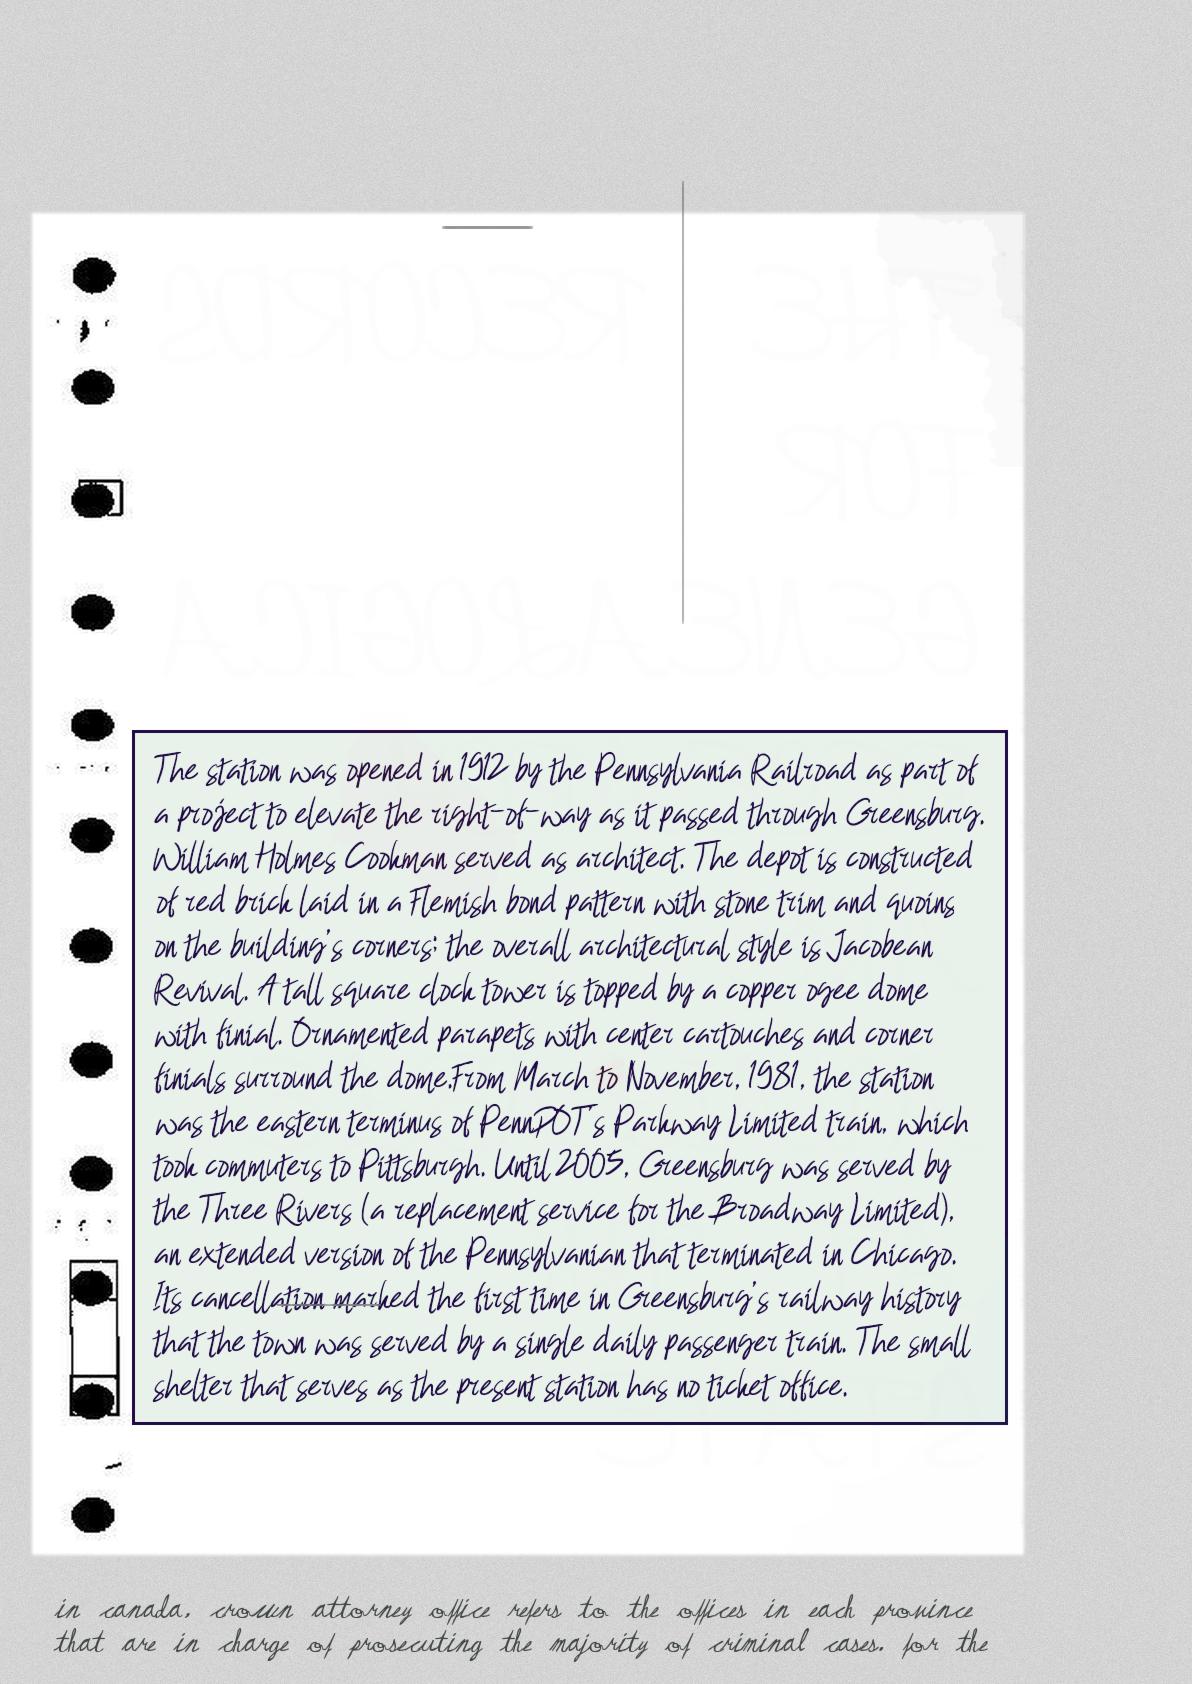 The station was opened in 1912 by the Pennsylvania Railroad as part of
a project to elevate the right-of-way as it passed through Greensburg.
William Holmes Cookman served as architect. The depot is constructed
of red brick laid in a Flemish bond pattern with stone trim and quoins
on the building's corners; the overall architectural style is Jacobean
Revival. A tall square clock tower is topped by a copper ogee dome
with finial. Ornamented parapets with center cartouches and corner
finials surround the dome.From March to November, 1981, the station
was the eastern terminus of PennDOT's Parkway Limited train, which
took commuters to Pittsburgh. Until 2005, Greensburg was served by
the Three Rivers (a replacement service for the Broadway Limited),
an extended version of the Pennsylvanian that terminated in Chicago.
Its cancellation marked the first time in Greensburg's railway history
that the town was served by a single daily passenger train. The small
shelter that serves as the present station has no ticket office.
in canada, crown attorney office refers to the offices in each province
that are in charge of prosecuting the majority of criminal cases. for the